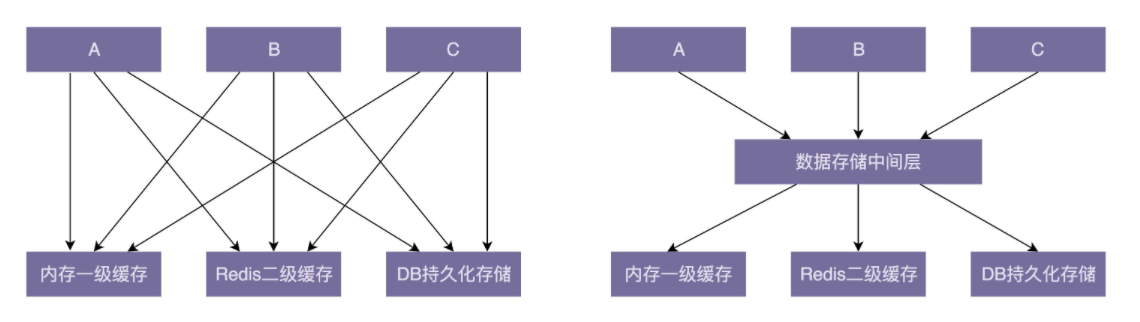 A
B
C
内存一级缓存
Redis二级缓存
DB持久化存储
A
B
C
数据存储中间层
内存一级缓存
Redis二级缓存
DB持久化存储